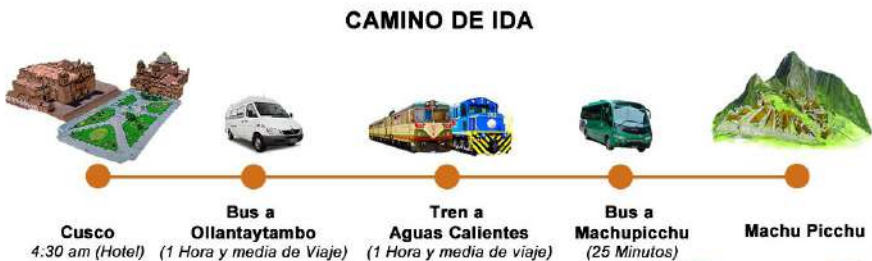 CAMINO DE IDA
Cusco
4:30 am (Hotel)
Bus a
Ollantaytambo
(1 Hora y media de Viaje)
Tren a
Aguas Calientes
(1 Hora y media de viaje)
Bus a
Machupicchu
(25 Minutos)
Machu Picchu